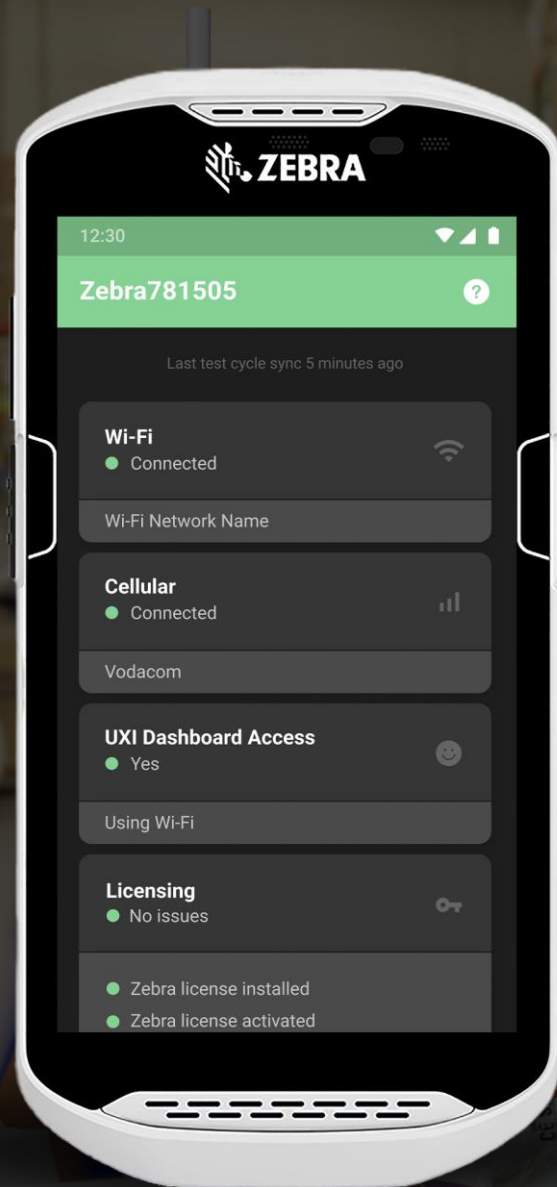 ZEBRA
12:30
Zebra781505
?
Last test cycle sync 5 minutes ago
Wi-Fi
Connected
Wi-Fi Network Name
Cellular
Connected
Vodacom
UXI Dashboard Access
Yes
Using Wi-Fi
Licensing
No issues
Zebra license installed
Zebra license activated